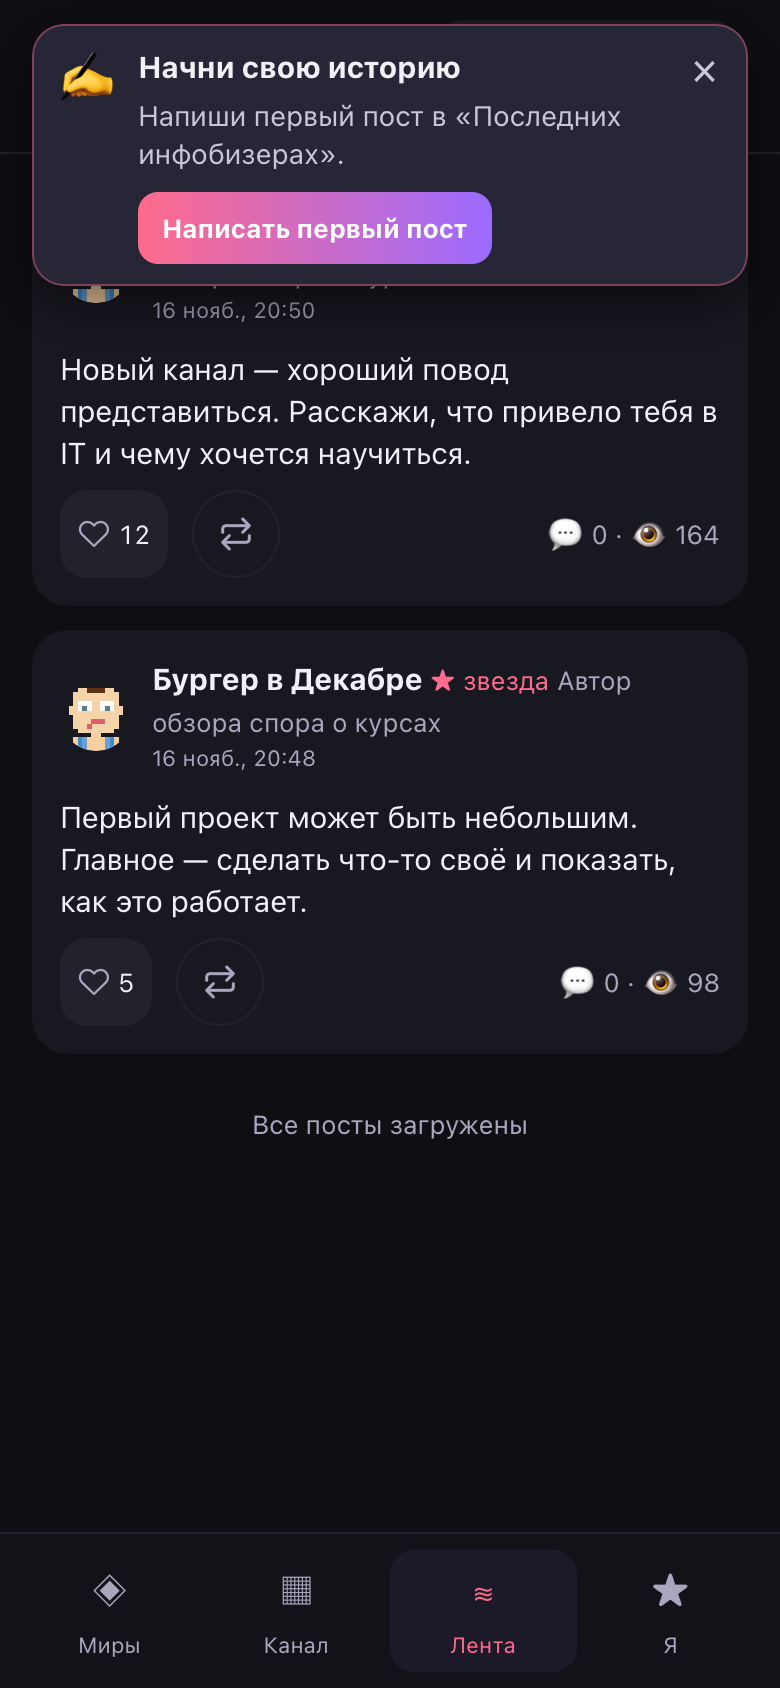 Начни свою историю
Напиши первый пост в «Последних
инфобизерах».
Написать первый пост
16 нояб., 20:50
Новый канал — хороший повод
представиться. Расскажи, что привело тебя в
IT и чему хочется научиться.
12
0 · 164
Бургер в Декабре ★ звезда Автор
обзора спора о курсах
16 нояб., 20:48
Первый проект может быть небольшим.
Главное — сделать что-то своё и показать,
как это работает.
5
0 · 98
Все посты загружены
Миры
Канал
Лента
Я